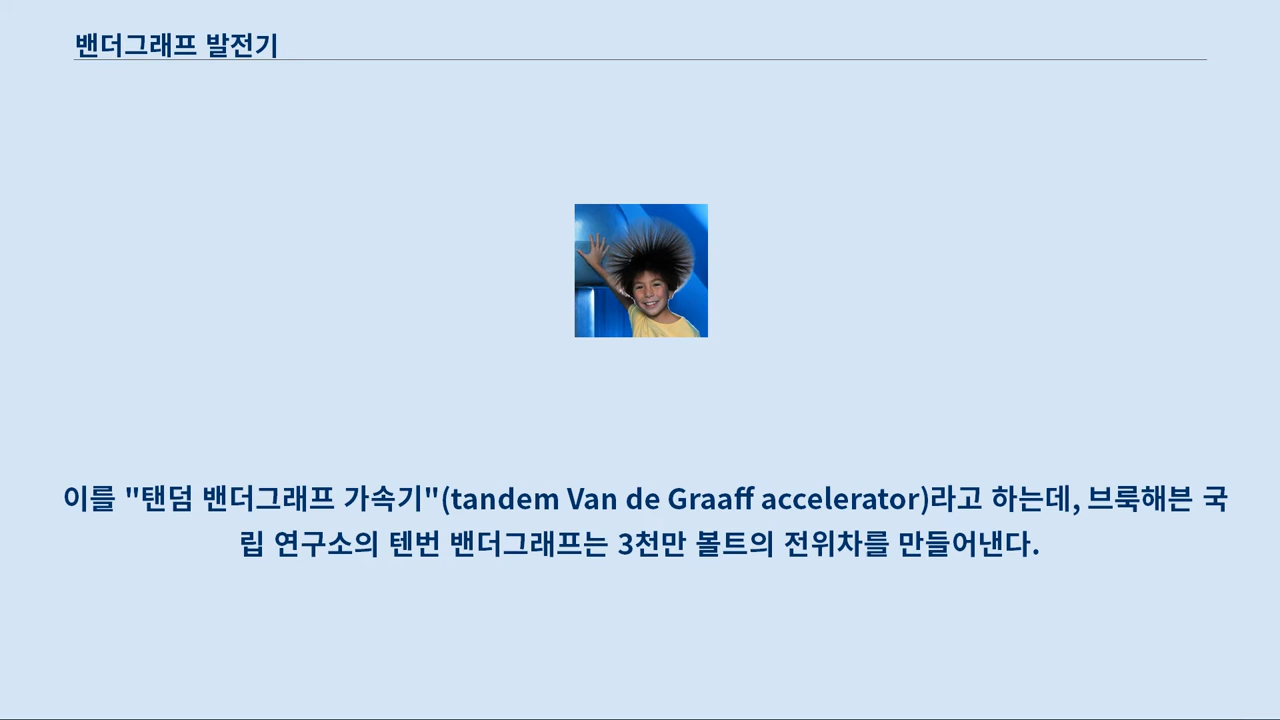 밴더그래프 발전기
이를 "탠덤 밴더그래프 가속기"(tandem Van de Graaff accelerator)라고 하는데, 브룩해븐 국
립 연구소의 텐번 밴더그래프는 3천만 볼트의 전위차를 만들어낸다.